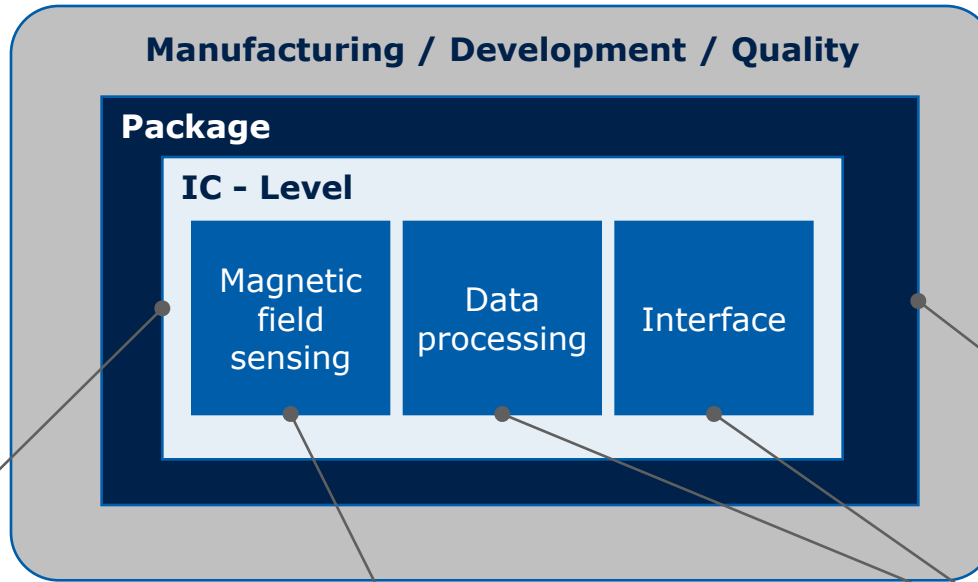 Manufacturing / Development / Quality
Package
IC – Level
Magnetic
field
sensing
Data
processing
Interface